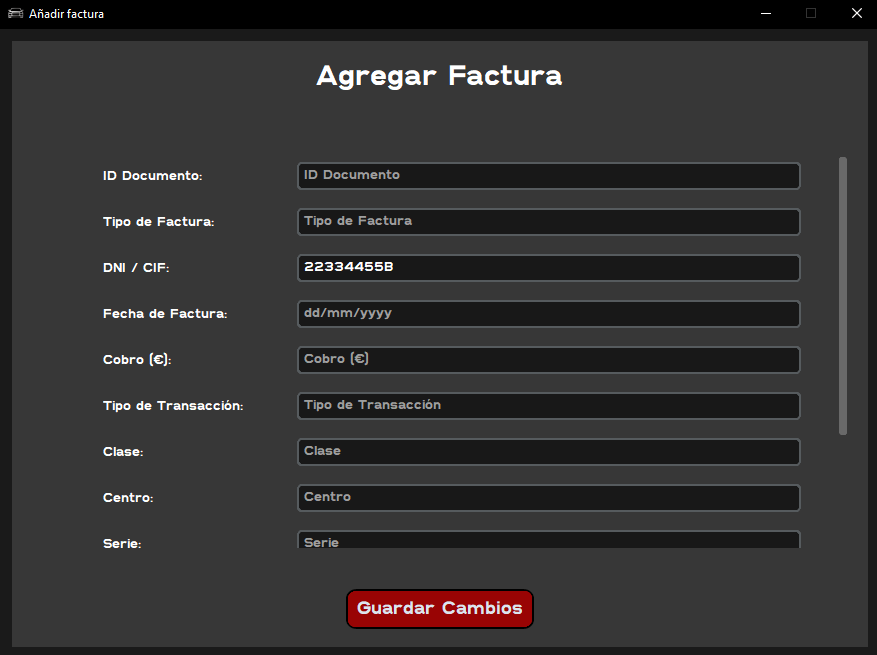 Añadir factura
Agregar Factura
ID Documento: ID Documento
Tipo de Factura: Tipo de Factura
DNI / CIF: 22334455B
Fecha de Factura: dd/mm/yyyy
Cobro (€): Cobro (€)
Tipo de Transacción: Tipo de Transacción
Clase: Clase
Centro: Centro
Serie: Serie
Guardar Cambios